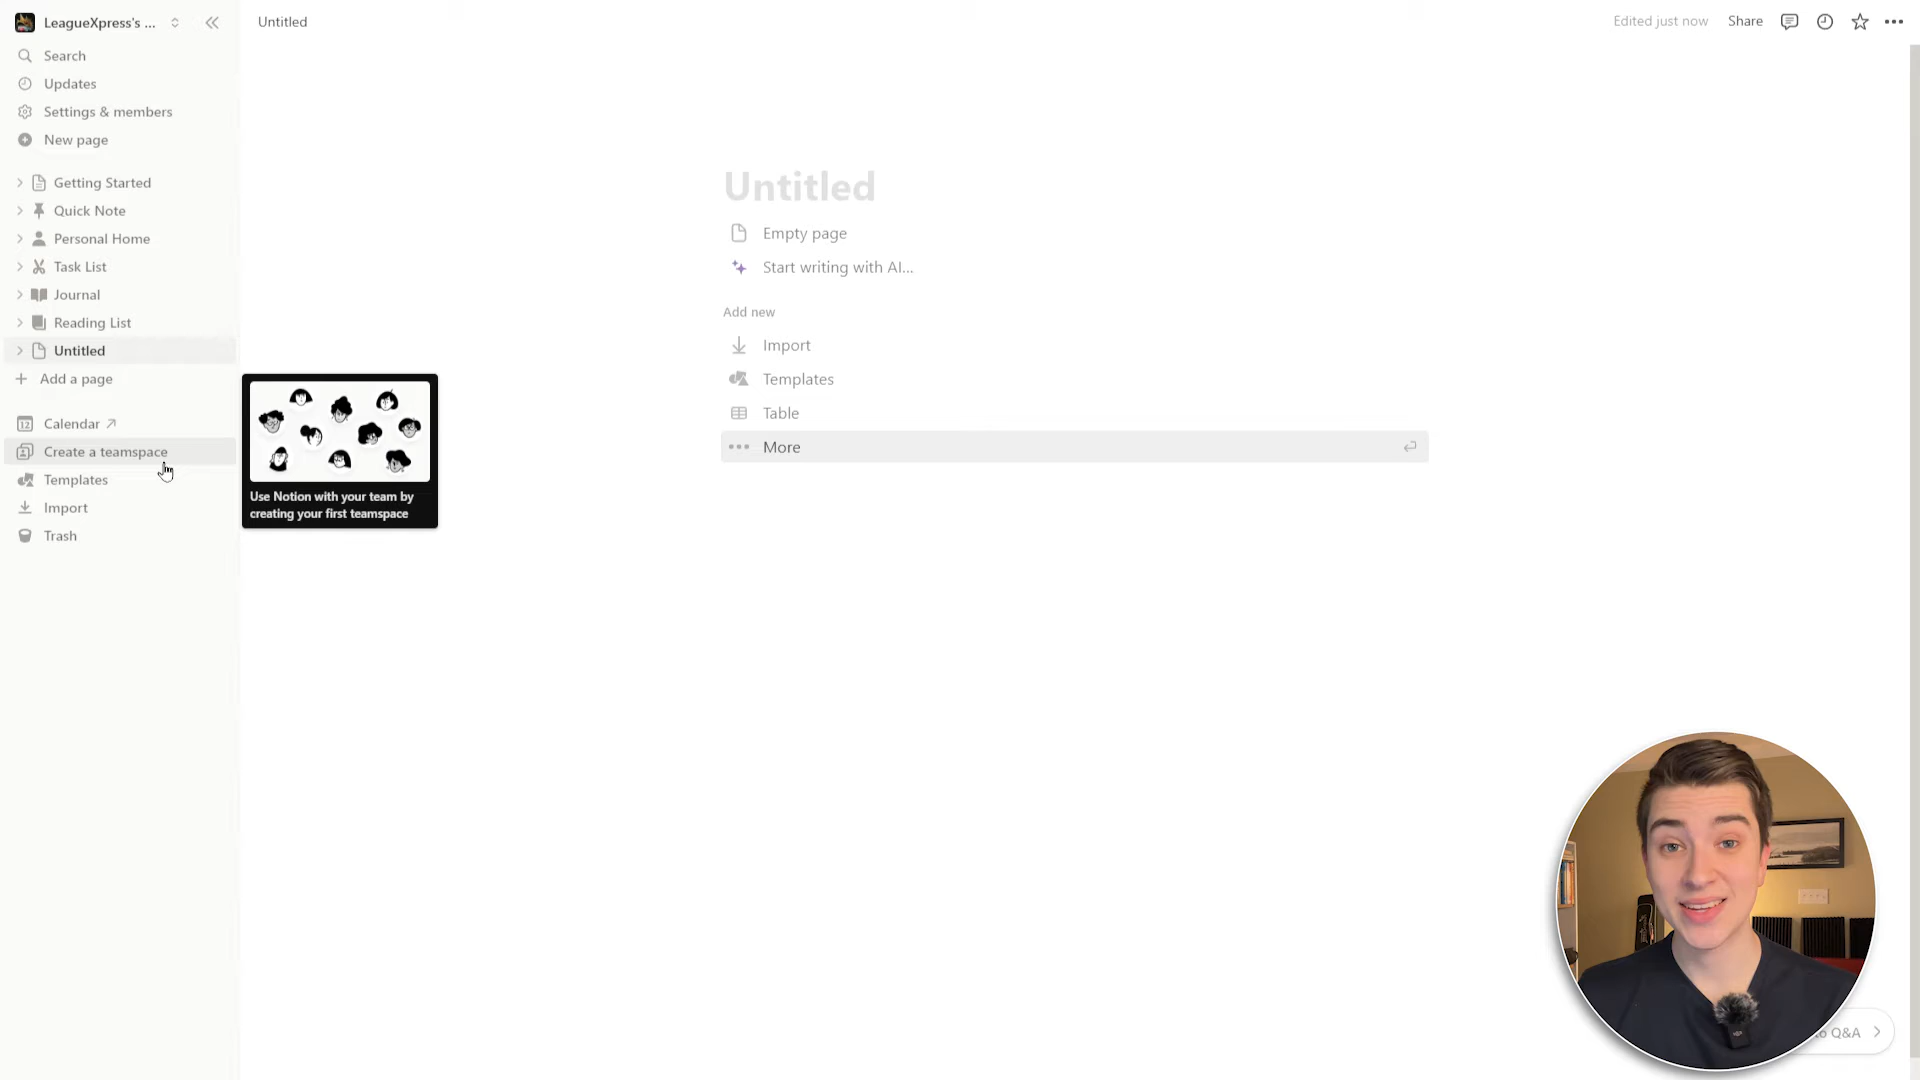 LeagueXpress's ...
Untitled
Edited just now
Share
Search
Updates
Settings & members
New page
Getting Started
Quick Note
Personal Home
Task List
Journal
Reading List
Untitled
Add a page
12
Calendar
Create a teamspace
Templates
Import
Trash
Use Notion with your team by
creating your first teamspace
Untitled
Empty page
Start writing with AI...
Add new
Import
Templates
Table
More
Q&A